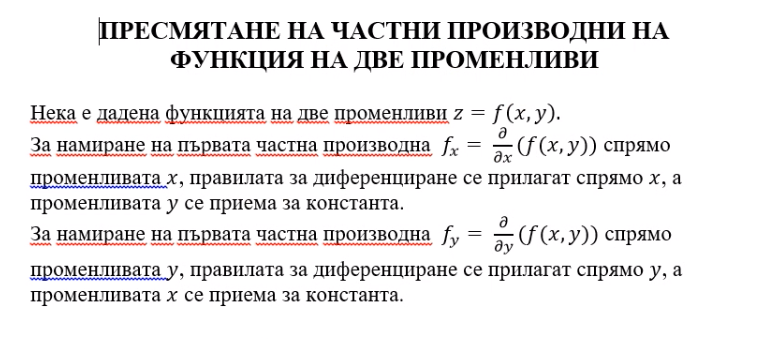 ПРЕСМЯТАНЕ НА ЧАСТНИ ПРОИЗВОДНИ НА
ФУНКЦИЯ НА ДВЕ ПРОМЕНЛИВИ
Нека е дадена функцията на две променливи z = f(x, y).
За намиране на първата частна производна f_x = ∂/∂x (f(x, y)) спрямо
променливата x, правилата за диференциране се прилагат спрямо x, а
променливата y се приема за константа.
За намиране на първата частна производна f_y = ∂/∂y (f(x, y)) спрямо
променливата y, правилата за диференциране се прилагат спрямо y, а
променливата x се приема за константа.